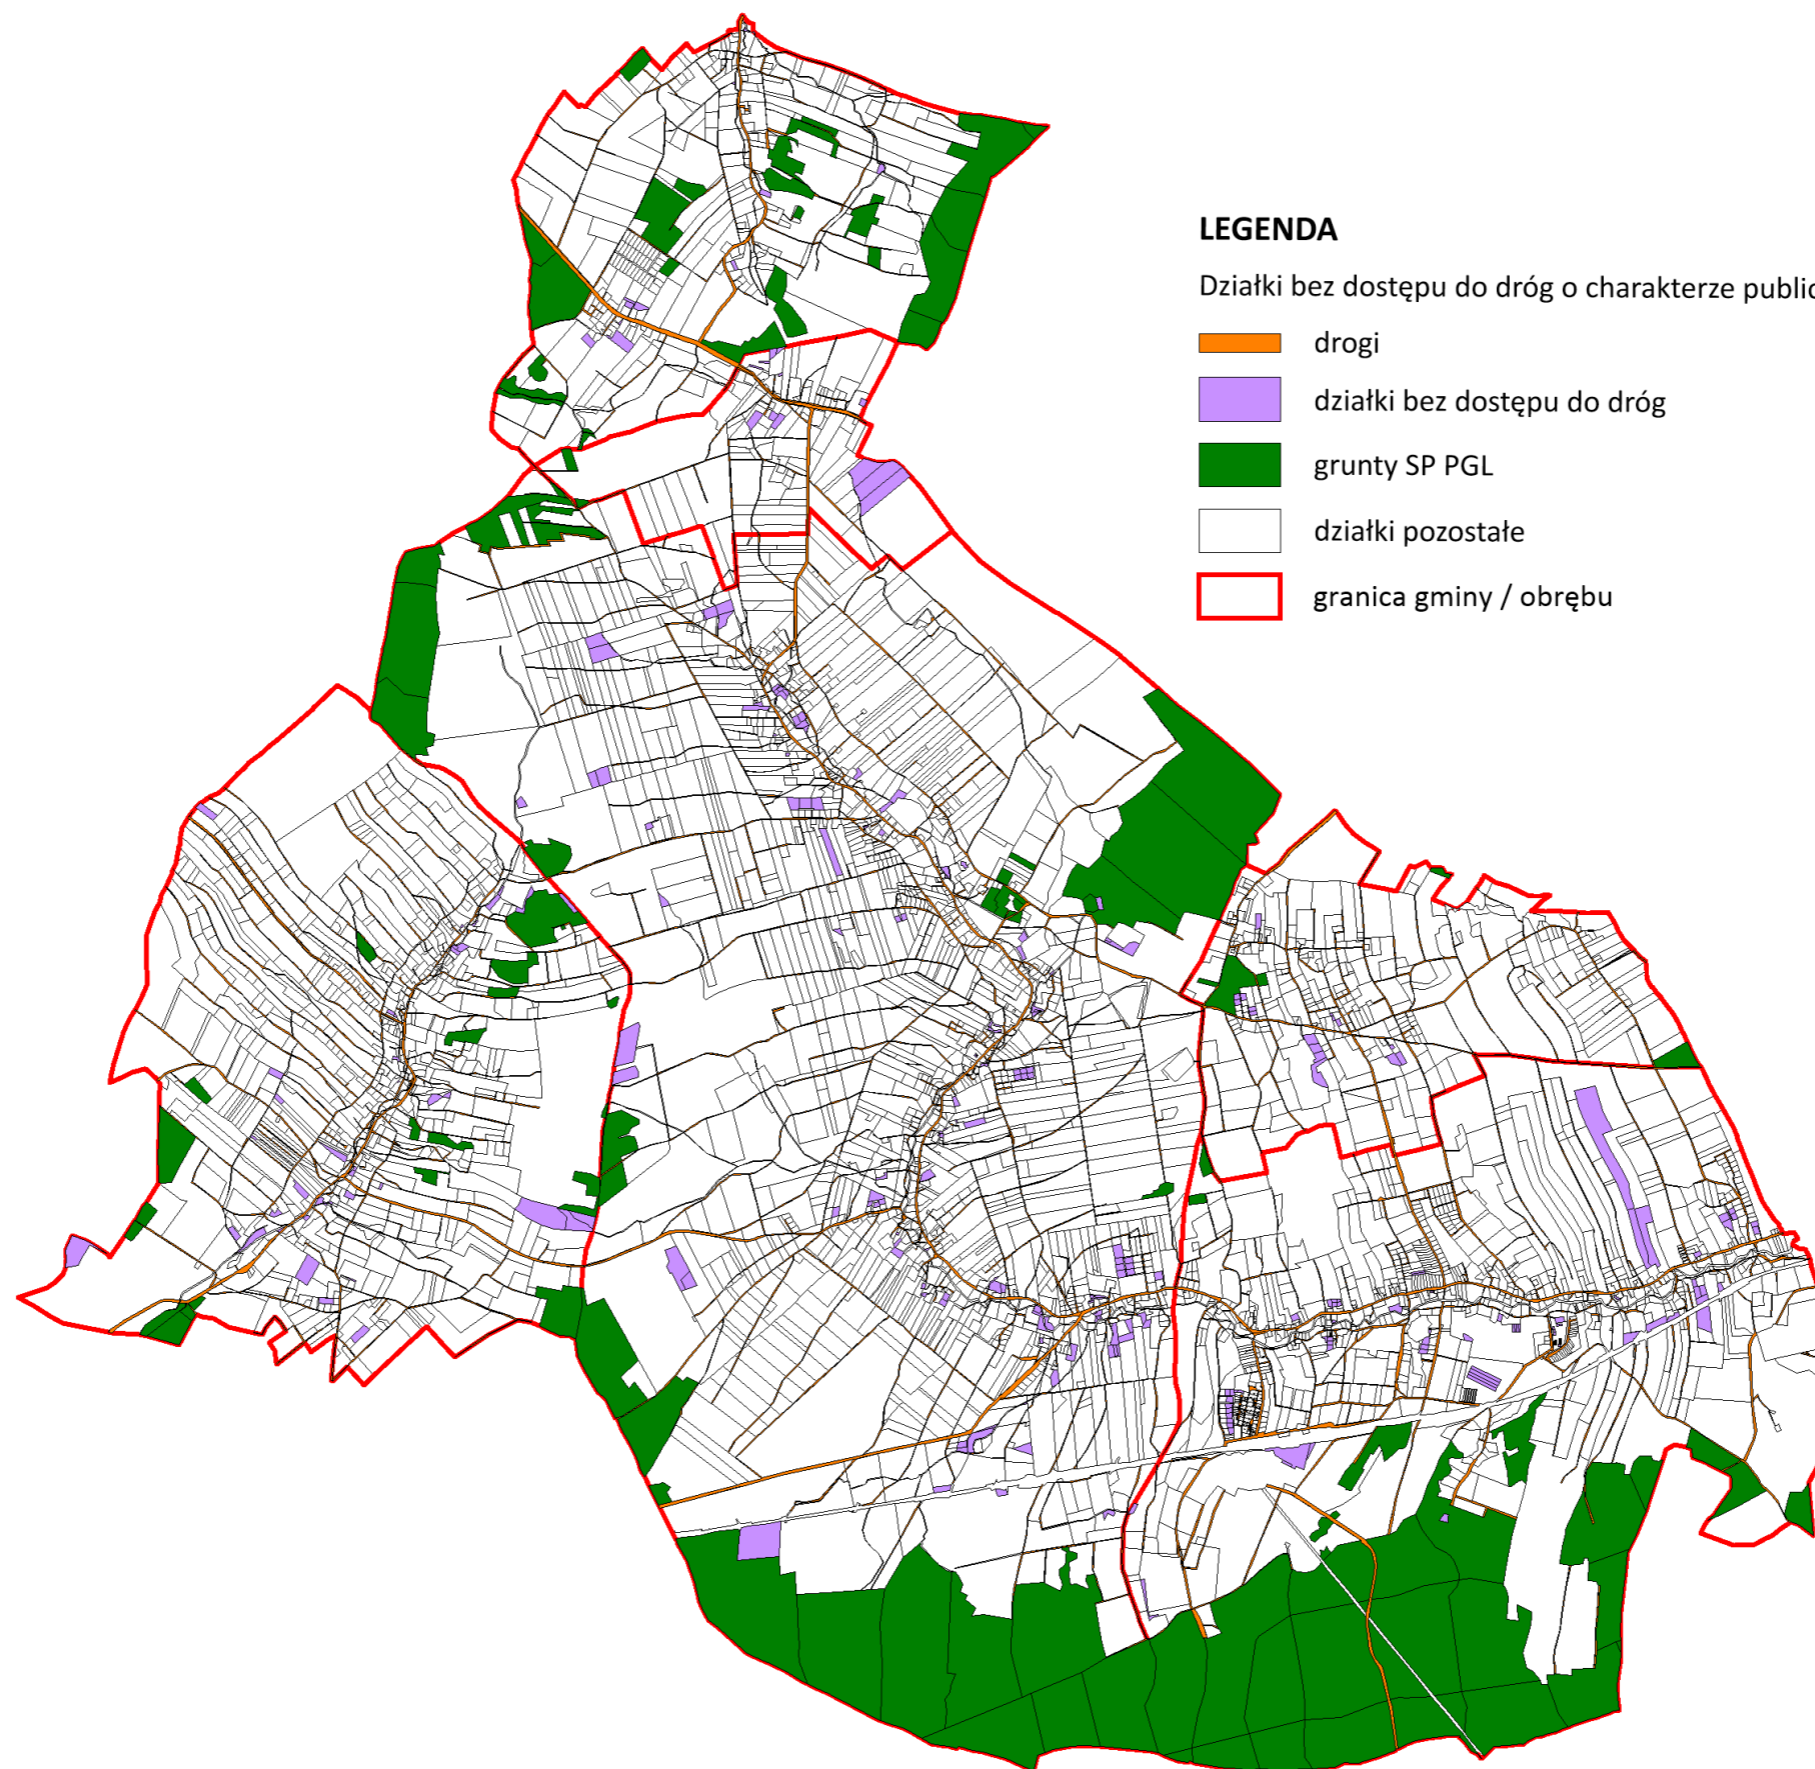 LEGENDA
Działki bez dostępu do dróg o charakterze public
drogi
działki bez dostępu do dróg
grunty SP PGL
działki pozostałe
granica gminy / obrębu